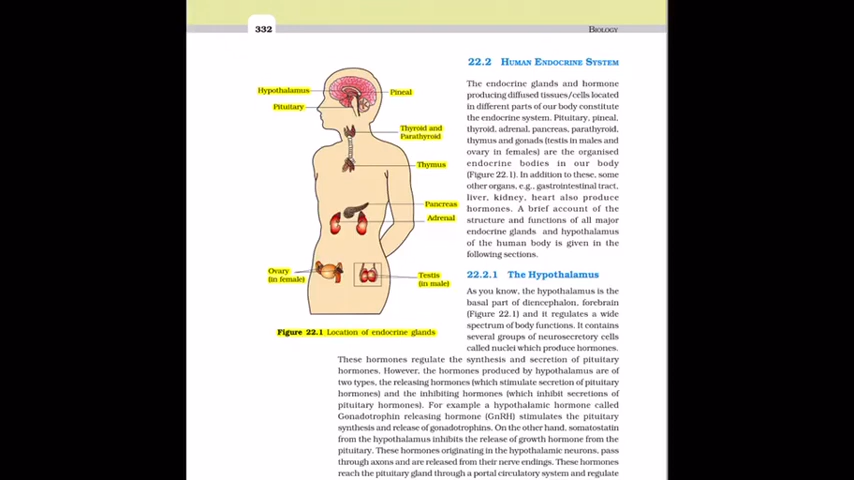 332
BIOLOGY
Hypothalamus
Pineal
Pituitary
Thyroid and
Parathyroid
Thymus
Pancreas
Adrenal
Ovary
(in female)
Testis
(in male)
Figure 22.1 Location of endocrine glands
22.2 HUMAN ENDOCRINE SYSTEM
The endocrine glands and hormone
producing diffused tissues/cells located
in different parts of our body constitute
the endocrine system. Pituitary, pineal,
thyroid, adrenal, pancreas, parathyroid,
thymus and gonads (testis in males and
ovary in females) are the organised
endocrine bodies in our body
(Figure 22.1). In addition to these, some
other organs, e.g., gastrointestinal tract,
liver, kidney, heart also produce
hormones. A brief account of the
structure and functions of all major
endocrine glands and hypothalamus
of the human body is given in the
following sections.
22.2.1 The Hypothalamus
As you know, the hypothalamus is the
basal part of diencephalon, forebrain
(Figure 22.1) and it regulates a wide
spectrum of body functions. It contains
several groups of neurosecretory cells
called nuclei which produce hormones.
These hormones regulate the synthesis and secretion of pituitary
hormones. However, the hormones produced by hypothalamus are of
two types, the releasing hormones (which stimulate secretion of pituitary
hormones) and the inhibiting hormones (which inhibit secretions of
pituitary hormones). For example a hypothalamic hormone called
Gonadotrophin releasing hormone (GnRH) stimulates the pituitary
synthesis and release of gonadotrophins. On the other hand, somatostatin
from the hypothalamus inhibits the release of growth hormone from the
pituitary. These hormones originating in the hypothalamic neurons, pass
through axons and are released from their nerve endings. These hormones
reach the pituitary gland through a portal circulatory system and regulate